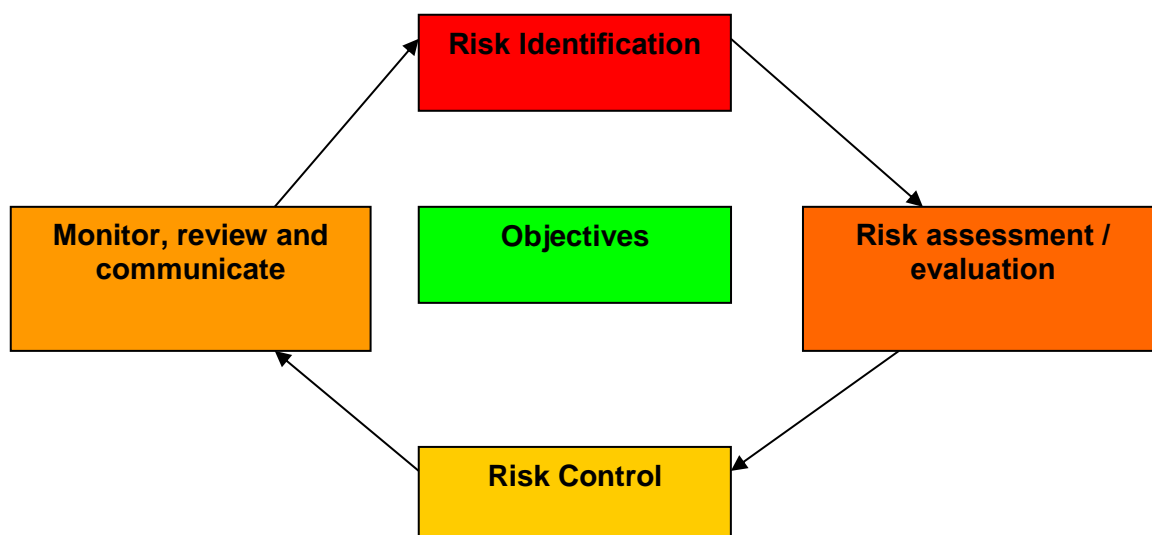 Risk Identification
Monitor, review and
communicate
Objectives
Risk assessment /
evaluation
Risk Control